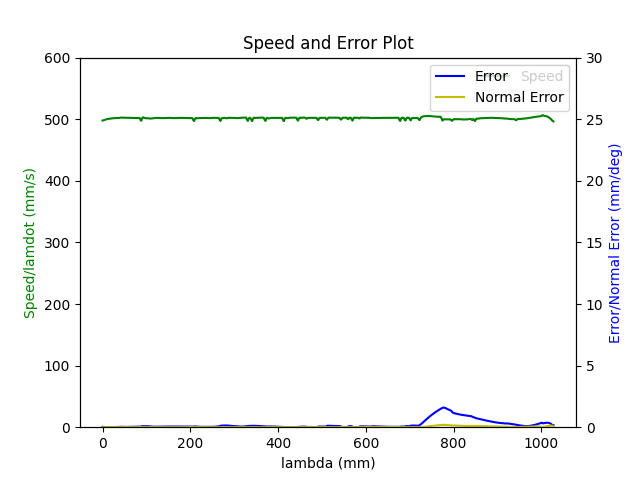 Speed and Error Plot
600
500
400
300
200
100
0
Speed/lamdot (mm/s)
30
25
20
15
10
5
0
Error/Normal Error (mm/deg)
Error
Speed
Normal Error
0
200
400
600
800
1000
lambda (mm)